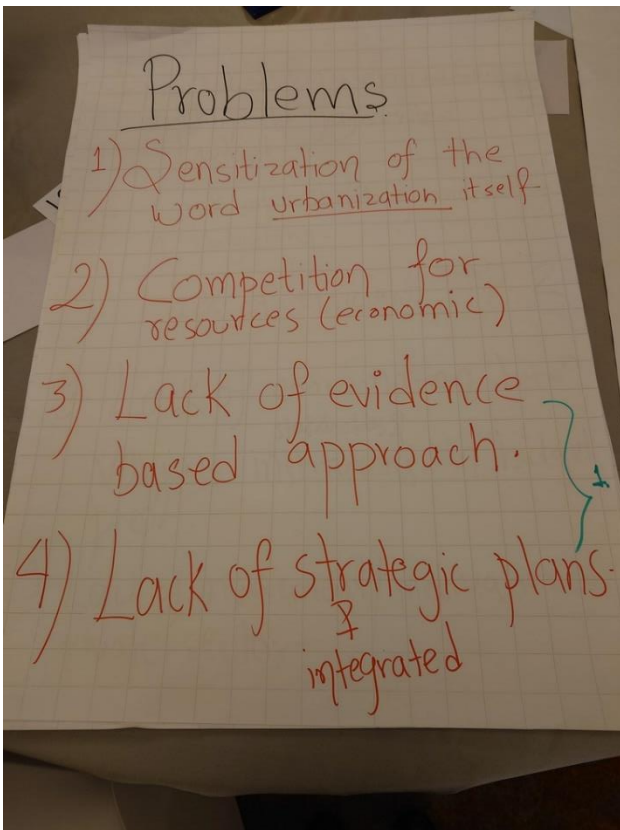 Problems
1) Sensitization of the
word urbanization itself
2) Competition for
resources (economic)
3) Lack of evidence
based approach.
1
4) Lack of strategic plans.
&
integrated